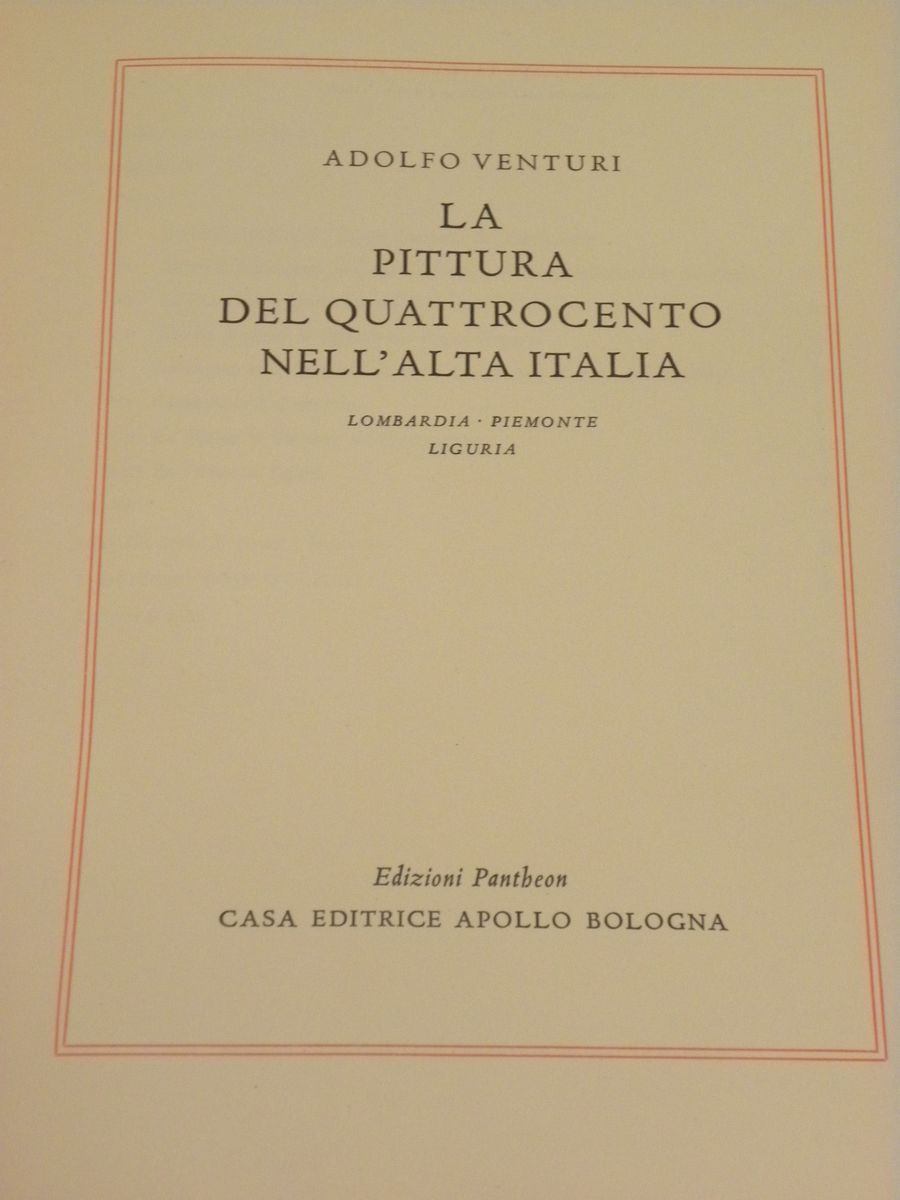 ADOLFO VENTURI
LA
PITTURA
DEL QUATTROCENTO
NELL'ALTA ITALIA
LOMBARDIA · PIEMONTE
LIGURIA
Edizioni Pantheon
CASA EDITRICE APOLLO BOLOGNA